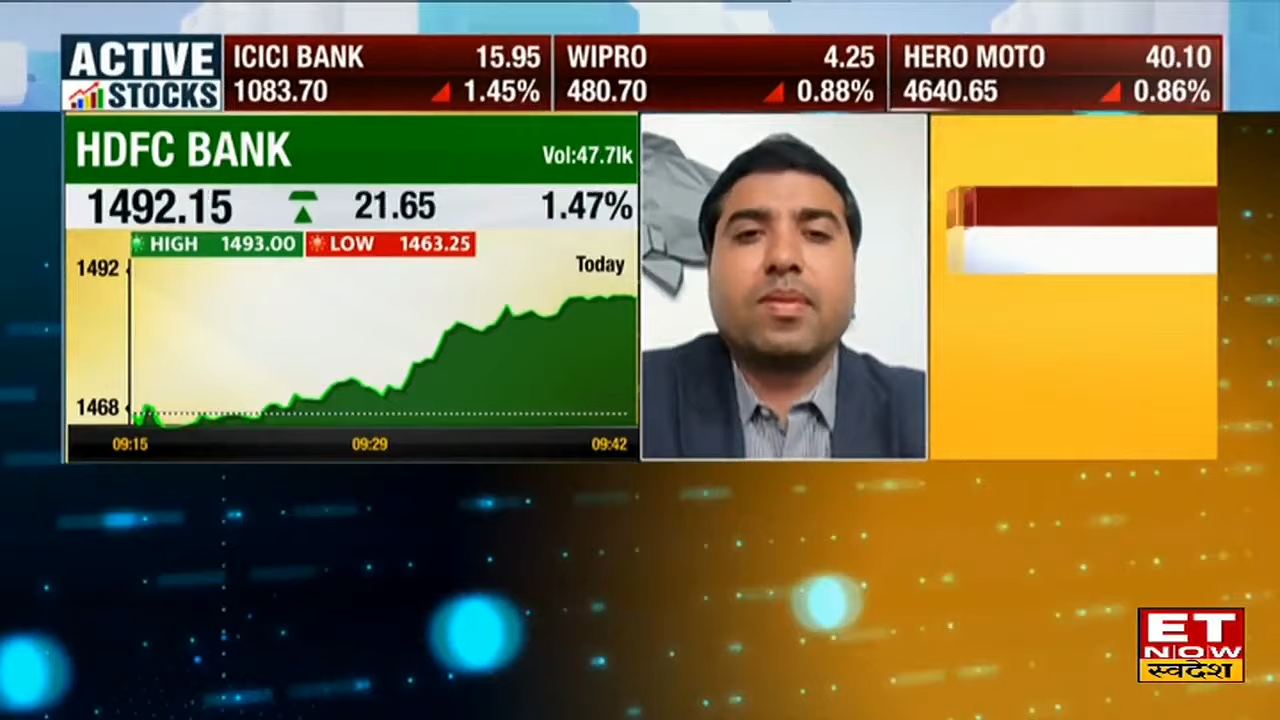 ACTIVE
STOCKS
ICICI BANK 15.95
1083.70 1.45%
WIPRO 4.25
480.70 0.88%
HERO MOTO 40.10
4640.65 0.86%
HDFC BANK
Vol:47.7lk
1492.15 21.65 1.47%
HIGH 1493.00 LOW 1463.25
Today
1492
1468
09:15 09:29 09:42
ET
NOW
स्वदेश